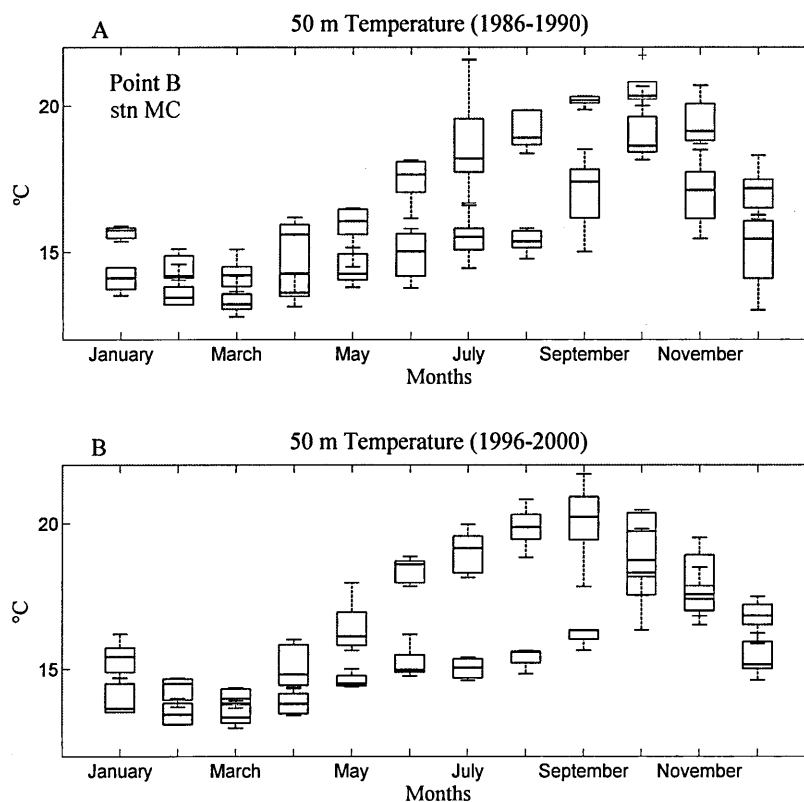 A
50 m Temperature (1986-1990)
Point B
stn MC
20
15
°C
January
March
May
July
September
November
Months
B
50 m Temperature (1996-2000)
20
15
°C
January
March
May
July
September
November
Months